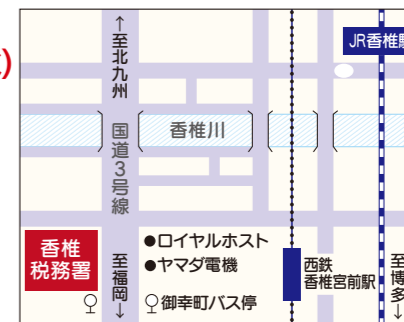 )
↑至北九州
国道3号線
至福岡↓
香椎川
JR香椎
香椎
税務署
●ロイヤルホスト
●ヤマダ電機
御幸町バス停
西鉄
香椎宮前駅
至博多↓